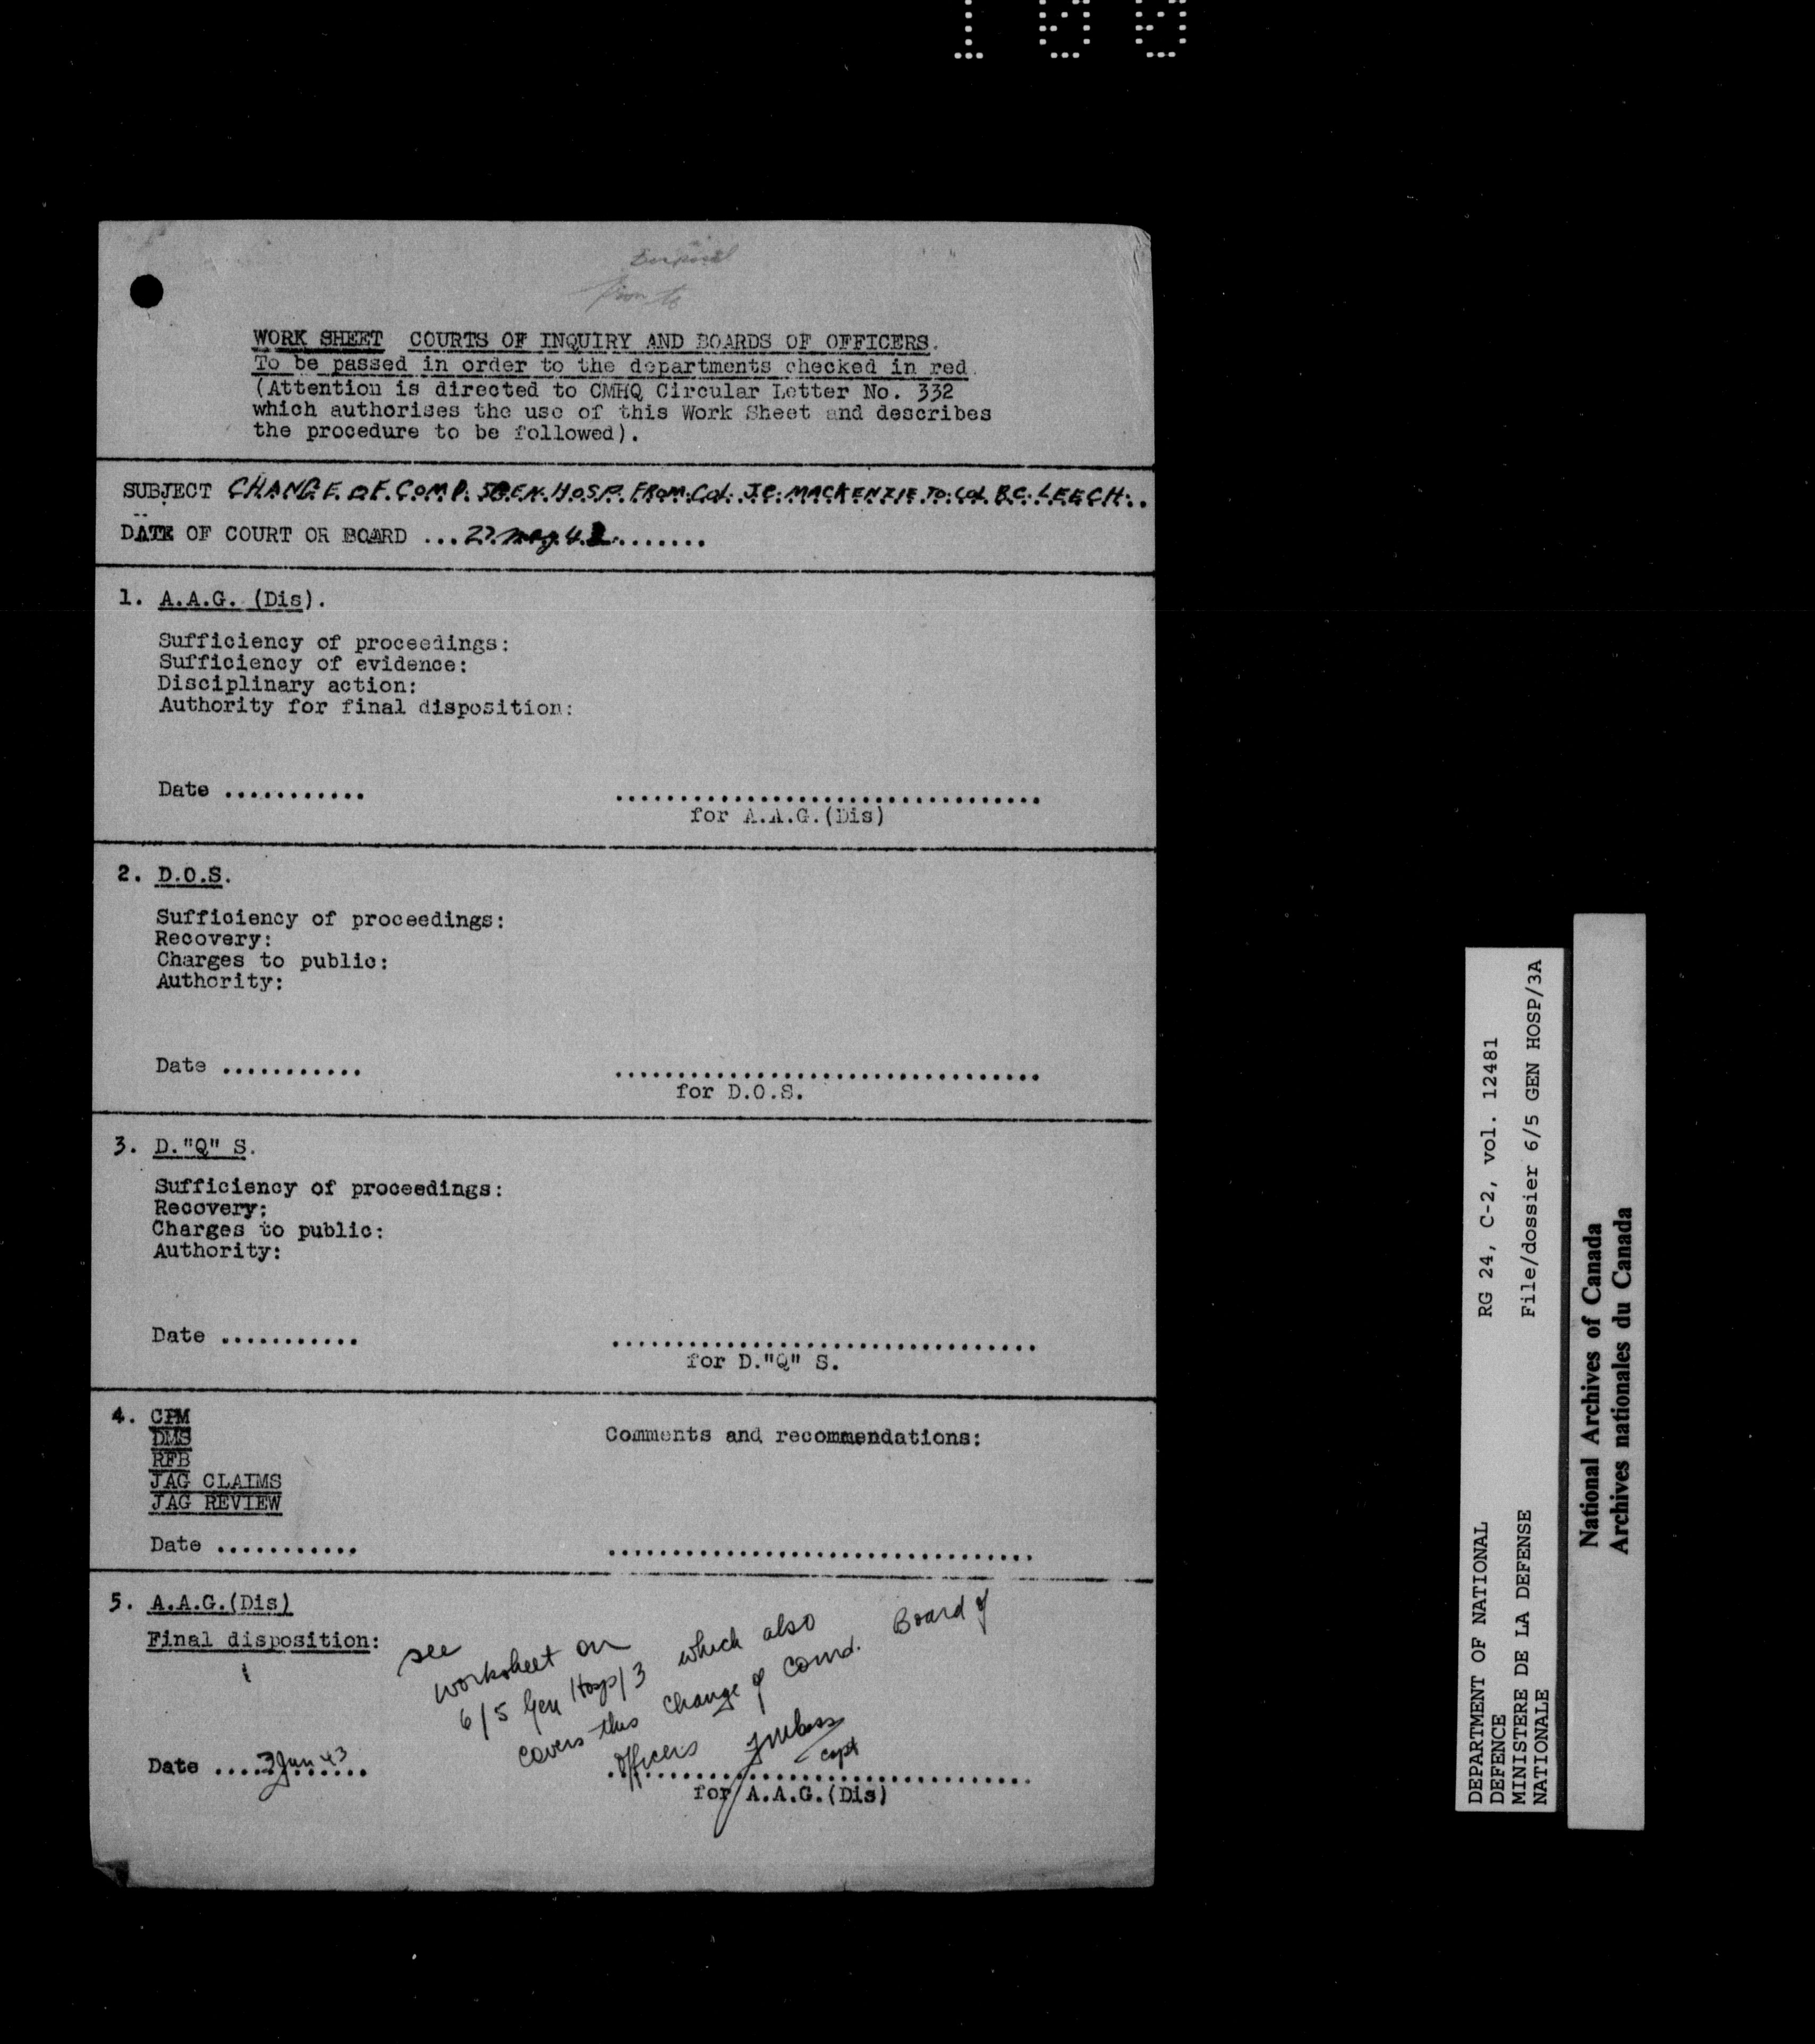 100
WORK SHEET COURTS OF INQUIRY AND BOARDS OF OFFICERS.
To be passed in order to the departments checked in red.
(Attention is directed to CMHQ Circular Letter No. 332
which authorises the use of this Work Sheet and describes
the procedure to be followed).
SUBJECT CHANGE OF COMD. 5GEN. HOSP. FROM COL. J.C. MACKENZIE TO COL. B.C. LEECH..
DATE OF COURT OR BOARD ...May.........
1. A.A.G. (Dis).
Sufficiency of proceedings:
Sufficiency of evidence:
Disciplinary action:
Authority for final disposition:
Date ...........
.................................
for A.A.G.(Dis)
2. D.O.S.
Sufficiency of proceedings:
Recovery:
Charges to public:
Authority:
Date ...........
.................................
for D.O.S.
3. D."Q" S.
Sufficiency of proceedings:
Recovery:
Charges to public:
Authority:
Date ...........
.................................
for D."Q" S.
4. CPM
DMS
RFB
JAG CLAIMS
JAG REVIEW
Comments and recommendations:
Date ...........
.................................
5. A.A.G.(Dis)
Final disposition:
see
worksheet on
6/5 Gen Hosp/3 which also
covers this change of Comd. Board of
Officers
Capt
Date ....3 Jun 43......
.................................
for A.A.G.(Dis)
DEPARTMENT OF NATIONAL
DEFENCE
MINISTERE DE LA DEFENSE
NATIONALE
RG 24, C-2, vol. 12481
File/dossier 6/5 GEN HOSP/3A
National Archives of Canada
Archives nationales du Canada